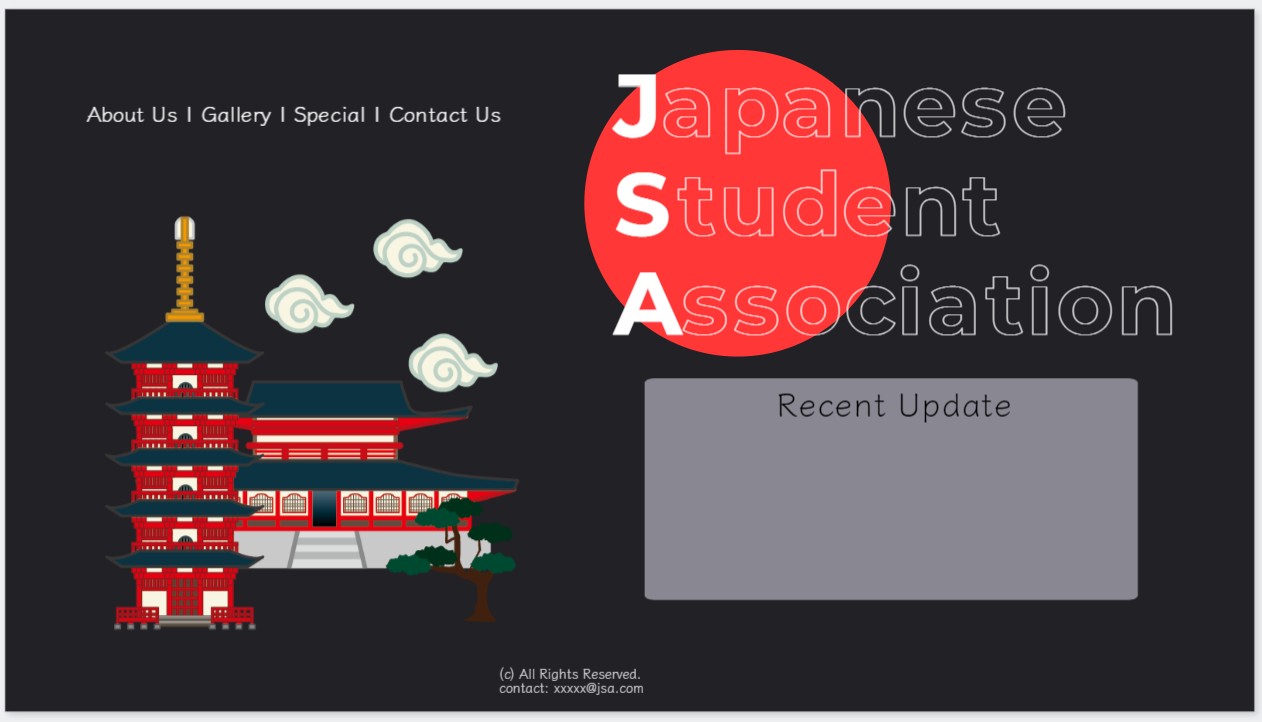 About Us I Gallery I Special I Contact Us
Japanese
Student
Association
Recent Update
(c) All Rights Reserved.
contact: xxxxx@jsa.com